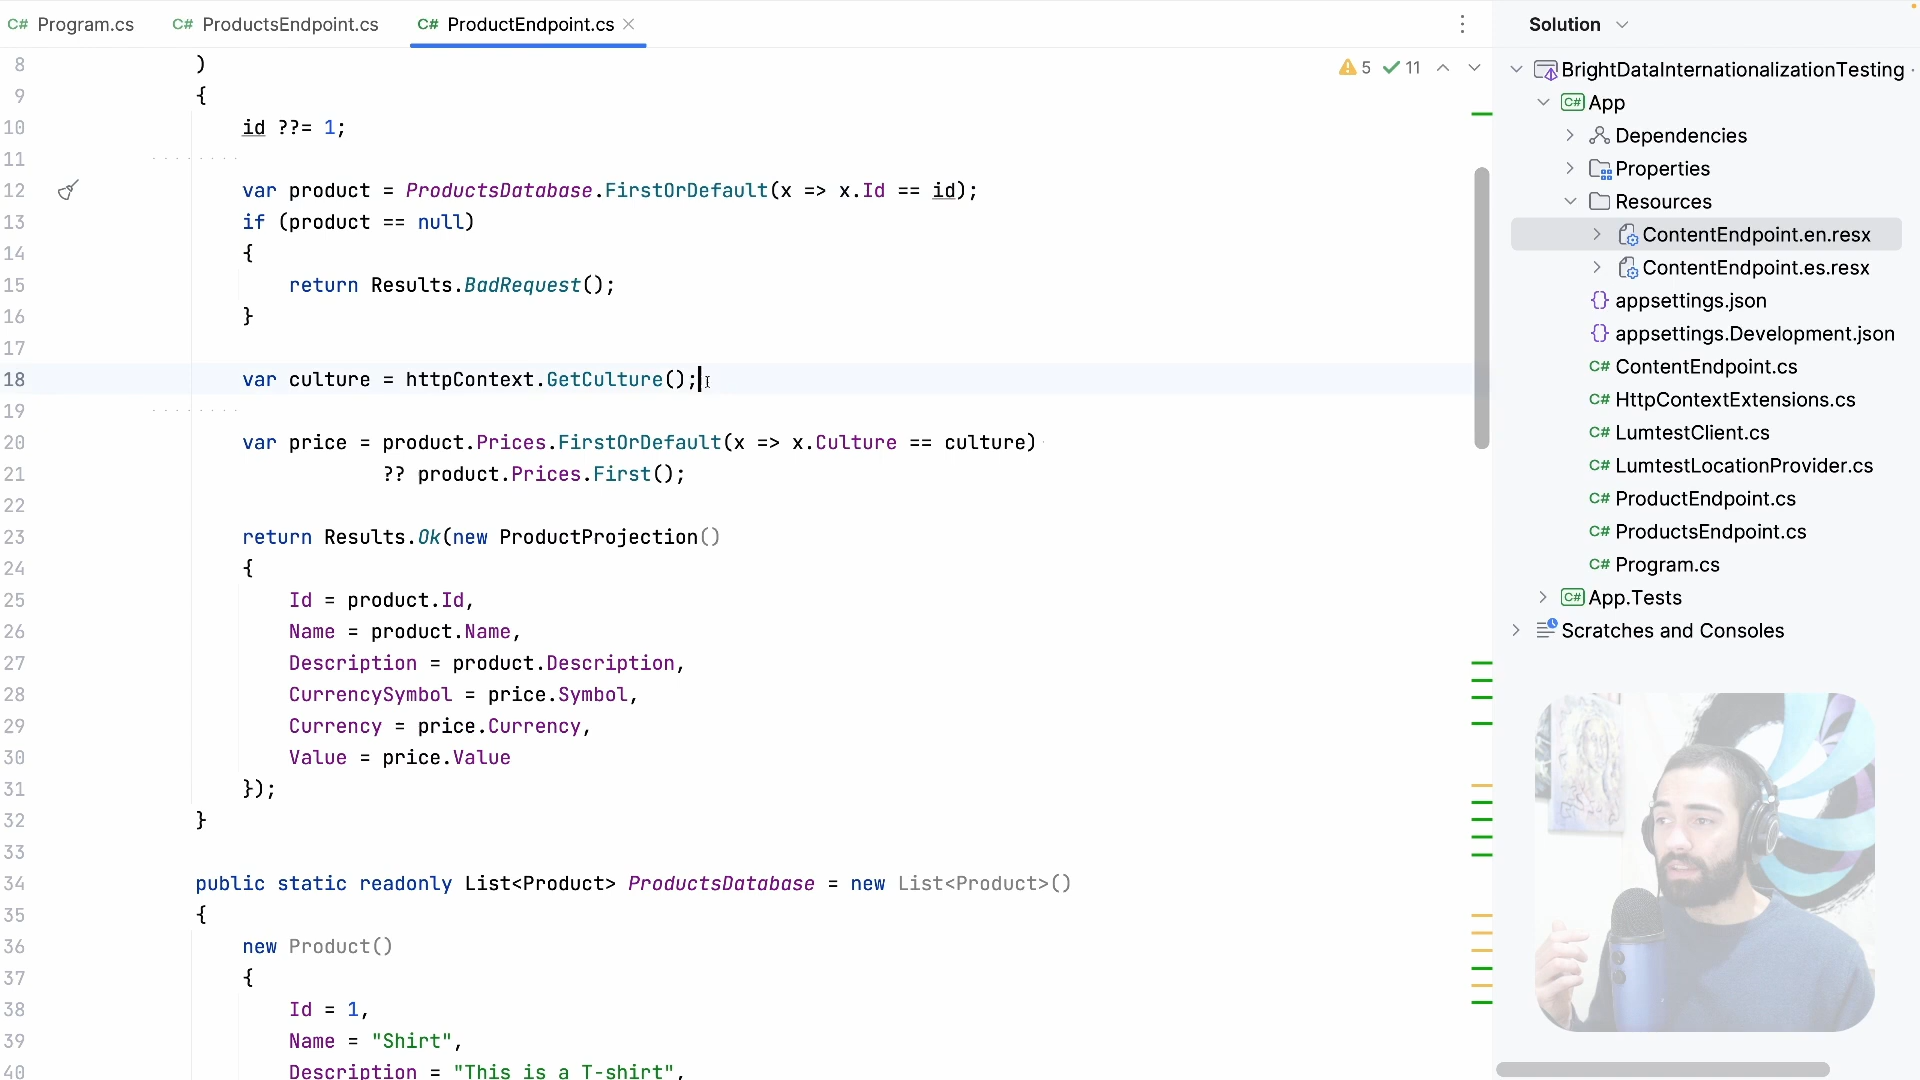 C# Program.cs
C# ProductsEndpoint.cs
C# ProductEndpoint.cs
8 )
9 {
10 id ??= 1;
11
12 var product = ProductsDatabase.FirstOrDefault(x => x.Id == id);
13 if (product == null)
14 {
15 return Results.BadRequest();
16 }
17
18 var culture = httpContext.GetCulture();
19
20 var price = product.Prices.FirstOrDefault(x => x.Culture == culture)
21 ?? product.Prices.First();
22
23 return Results.Ok(new ProductProjection()
24 {
25 Id = product.Id,
26 Name = product.Name,
27 Description = product.Description,
28 CurrencySymbol = price.Symbol,
29 Currency = price.Currency,
30 Value = price.Value
31 });
32 }
33
34 public static readonly List<Product> ProductsDatabase = new List<Product>()
35 {
36 new Product()
37 {
38 Id = 1,
39 Name = "Shirt",
40 Description = "This is a T-shirt",
5 11
Solution
BrightDataInternationalizationTesting ·
C# App
Dependencies
Properties
Resources
ContentEndpoint.en.resx
ContentEndpoint.es.resx
{} appsettings.json
{} appsettings.Development.json
C# ContentEndpoint.cs
C# HttpContextExtensions.cs
C# LumtestClient.cs
C# LumtestLocationProvider.cs
C# ProductEndpoint.cs
C# ProductsEndpoint.cs
C# Program.cs
C# App.Tests
Scratches and Consoles